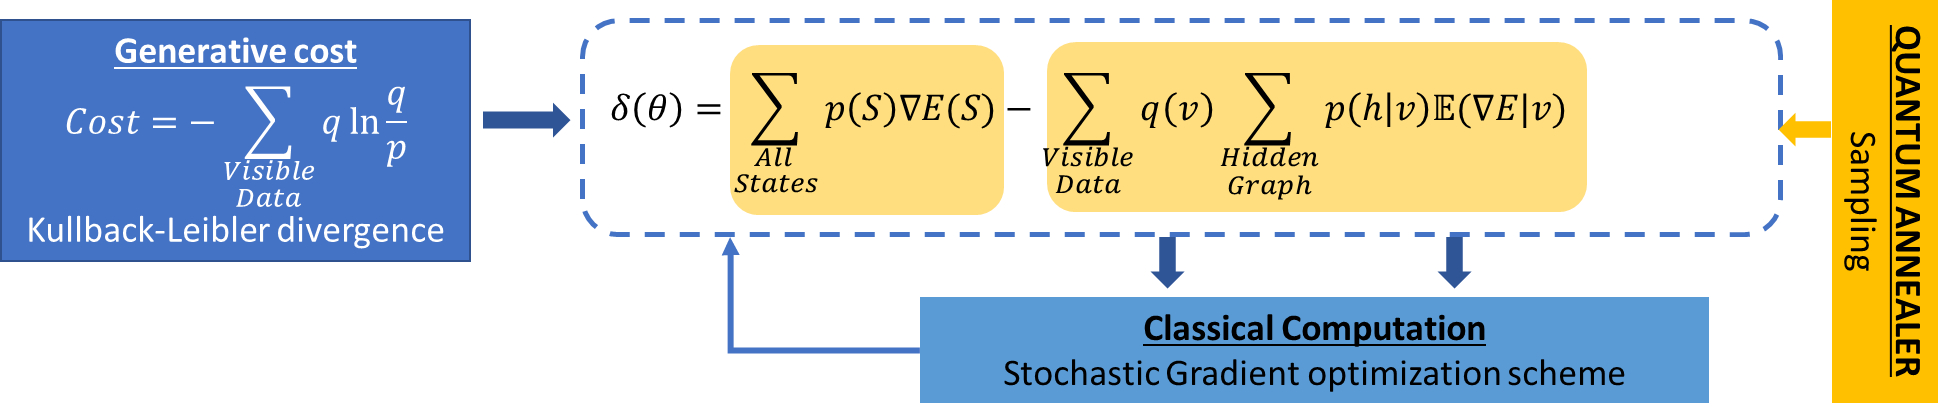 Generative cost
Cost = − ∑ q ln q/p
Visible
Data
Kullback-Leibler divergence
δ(θ) = ∑ p(S)∇E(S) − ∑ q(v) ∑ p(h|v)𝔼(∇E|v)
All
States
Visible
Data
Hidden
Graph
Classical Computation
Stochastic Gradient optimization scheme
QUANTUM ANNEALER
Sampling